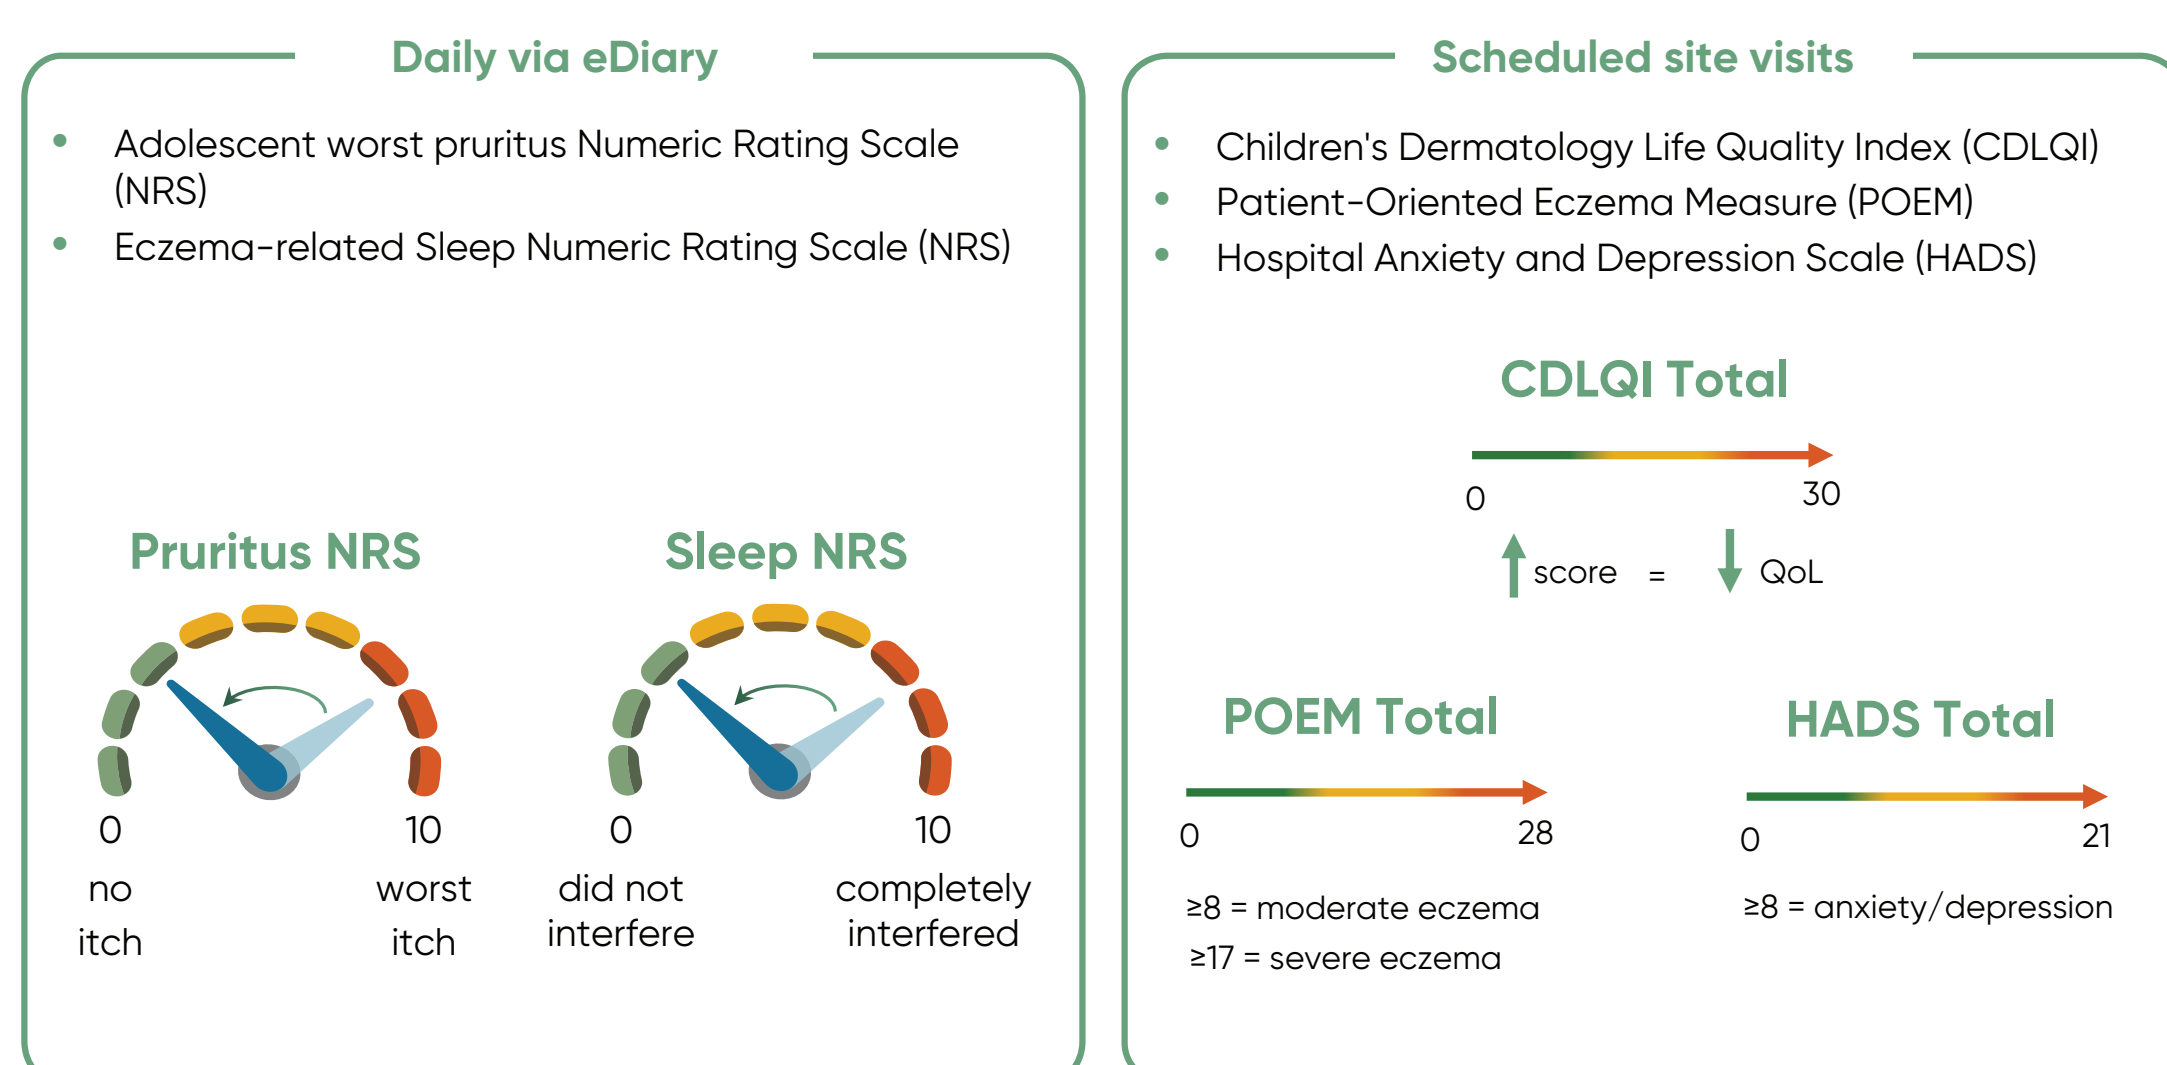 Daily via eDiary
• Adolescent worst pruritus Numeric Rating Scale
(NRS)
• Eczema-related Sleep Numeric Rating Scale (NRS)
Pruritus NRS
0
10
no
itch
worst
itch
Sleep NRS
0
10
did not
interfere
completely
interfered
Scheduled site visits
• Children's Dermatology Life Quality Index (CDLQI)
• Patient-Oriented Eczema Measure (POEM)
• Hospital Anxiety and Depression Scale (HADS)
CDLQI Total
0
30
score = QoL
POEM Total
0
28
≥8 = moderate eczema
≥17 = severe eczema
HADS Total
0
21
≥8 = anxiety/depression